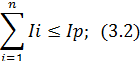 n
∑ Ii ≤ Ip; (3.2)
i=1